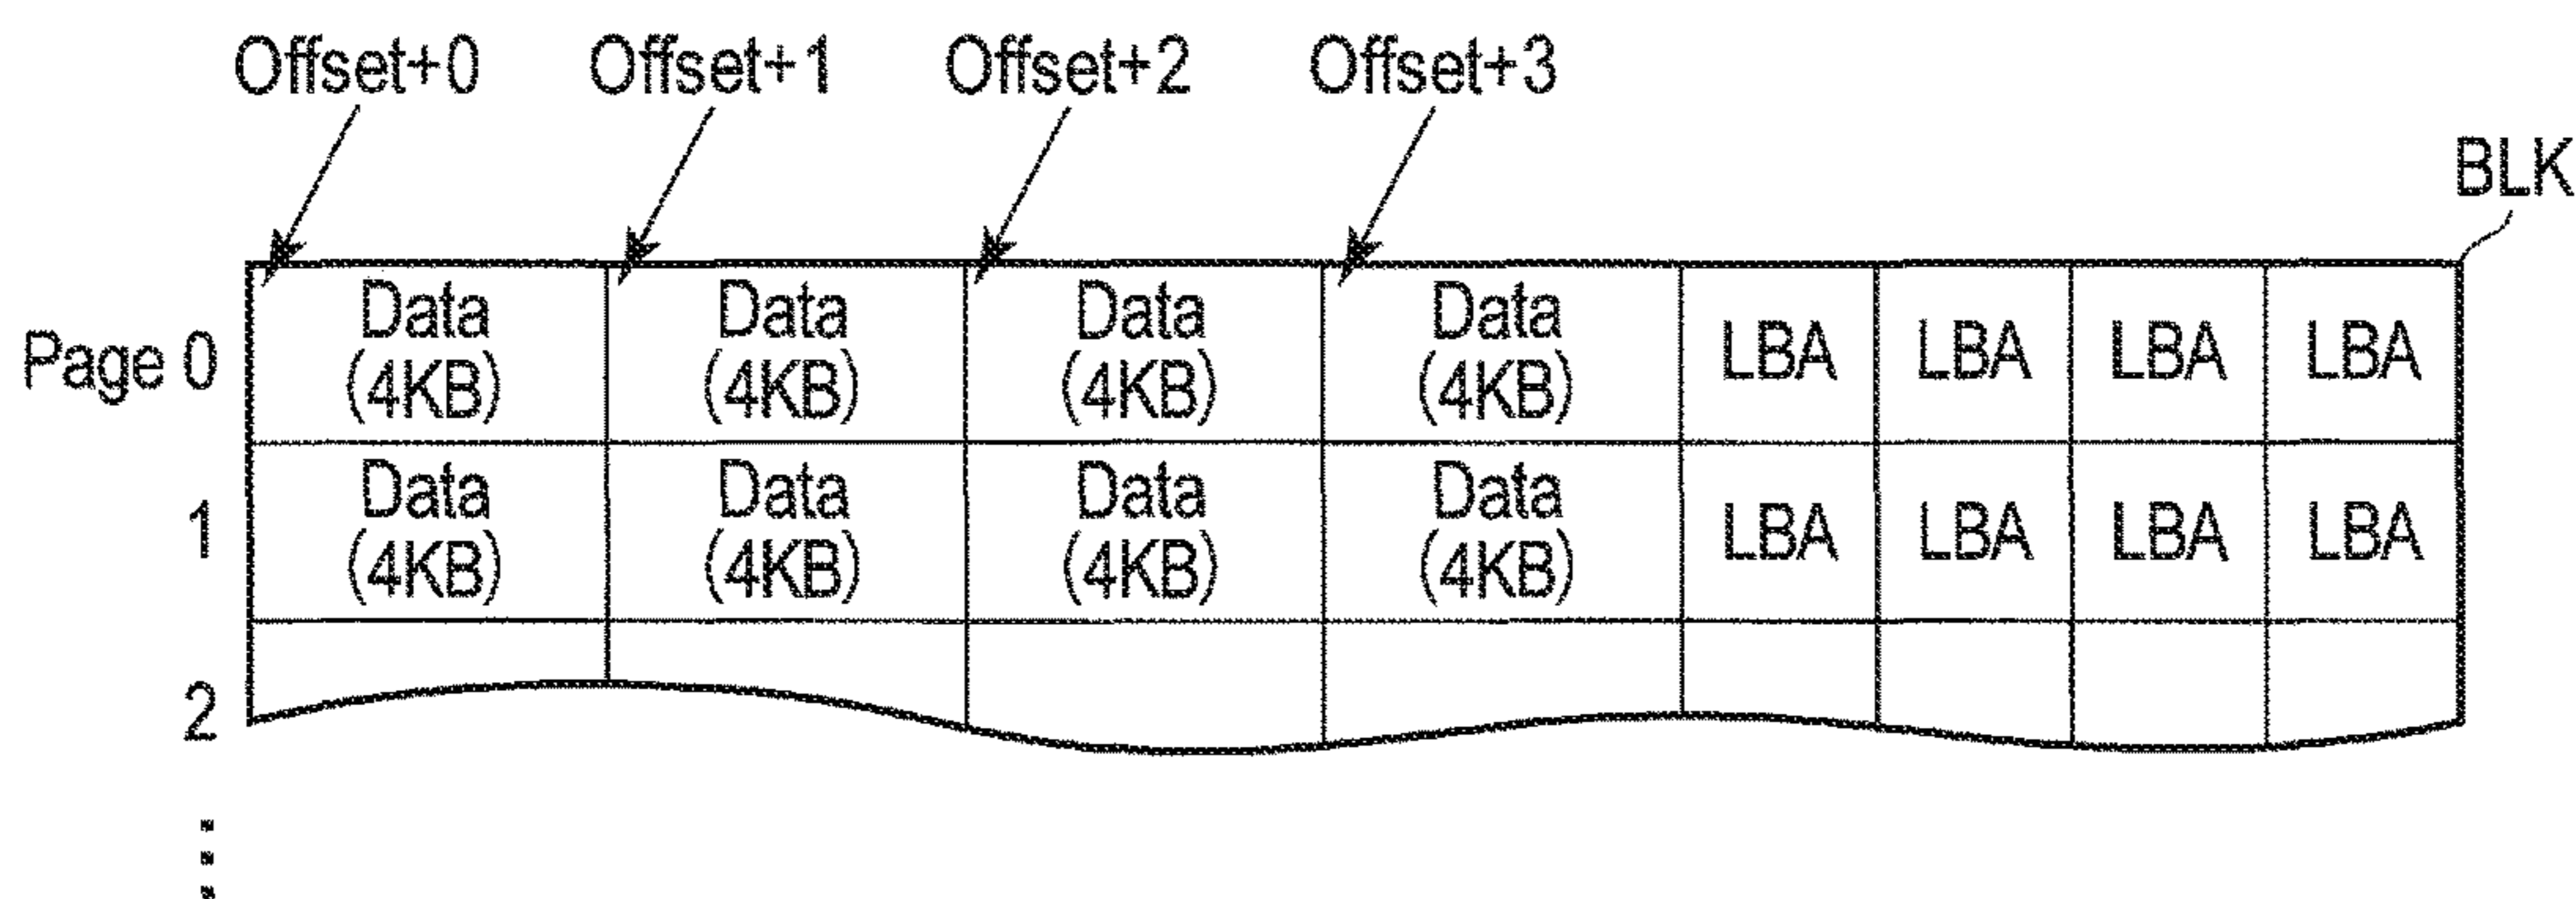 Offset+0 Offset+1 Offset+2 Offset+3
BLK
Page 0 Data (4KB) Data (4KB) Data (4KB) Data (4KB) LBA LBA LBA LBA
1 Data (4KB) Data (4KB) Data (4KB) Data (4KB) LBA LBA LBA LBA
2